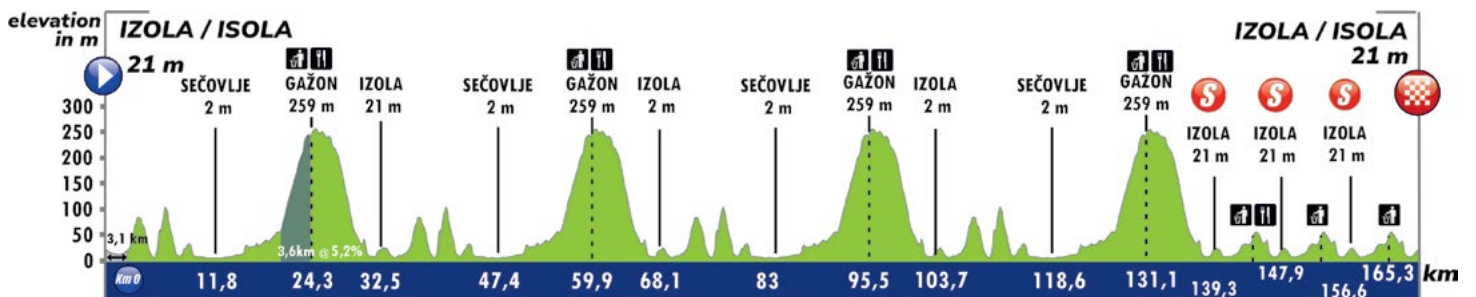 elevation
in m
IZOLA / ISOLA
21 m
SEČOVLJE
2 m
GAŽON
259 m
IZOLA
21 m
SEČOVLJE
2 m
GAŽON
259 m
IZOLA
2 m
SEČOVLJE
2 m
GAŽON
259 m
IZOLA
2 m
SEČOVLJE
2 m
GAŽON
259 m
IZOLA / ISOLA
21 m
S
S
S
IZOLA
21 m
IZOLA
21 m
IZOLA
21 m
300
250
200
150
100
50
0
3,1 km
3,6km @5,2%
Km 0
11,8
24,3
32,5
47,4
59,9
68,1
83
95,5
103,7
118,6
131,1
139,3
147,9
156,6
165,3
km